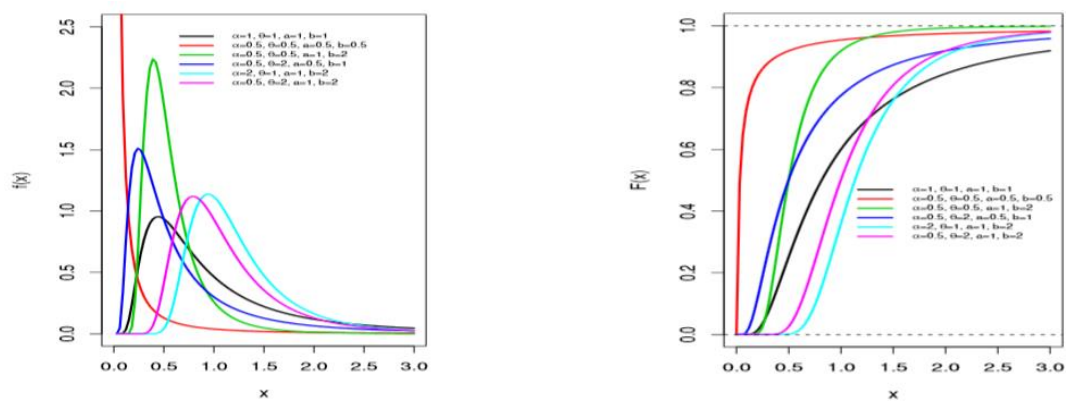 f(x)
2.5
2.0
1.5
1.0
0.5
0.0
α=1, θ=1, a=1, b=1
α=0.5, θ=0.5, a=0.5, b=0.5
α=0.5, θ=0.5, a=1, b=2
α=0.5, θ=2, a=0.5, b=1
α=2, θ=1, a=1, b=2
α=0.5, θ=2, a=1, b=2
0.0 0.5 1.0 1.5 2.0 2.5 3.0
x
F(x)
1.0
0.8
0.6
0.4
0.2
0.0
α=1, θ=1, a=1, b=1
α=0.5, θ=0.5, a=0.5, b=0.5
α=0.5, θ=0.5, a=1, b=2
α=0.5, θ=2, a=0.5, b=1
α=2, θ=1, a=1, b=2
α=0.5, θ=2, a=1, b=2
0.0 0.5 1.0 1.5 2.0 2.5 3.0
x